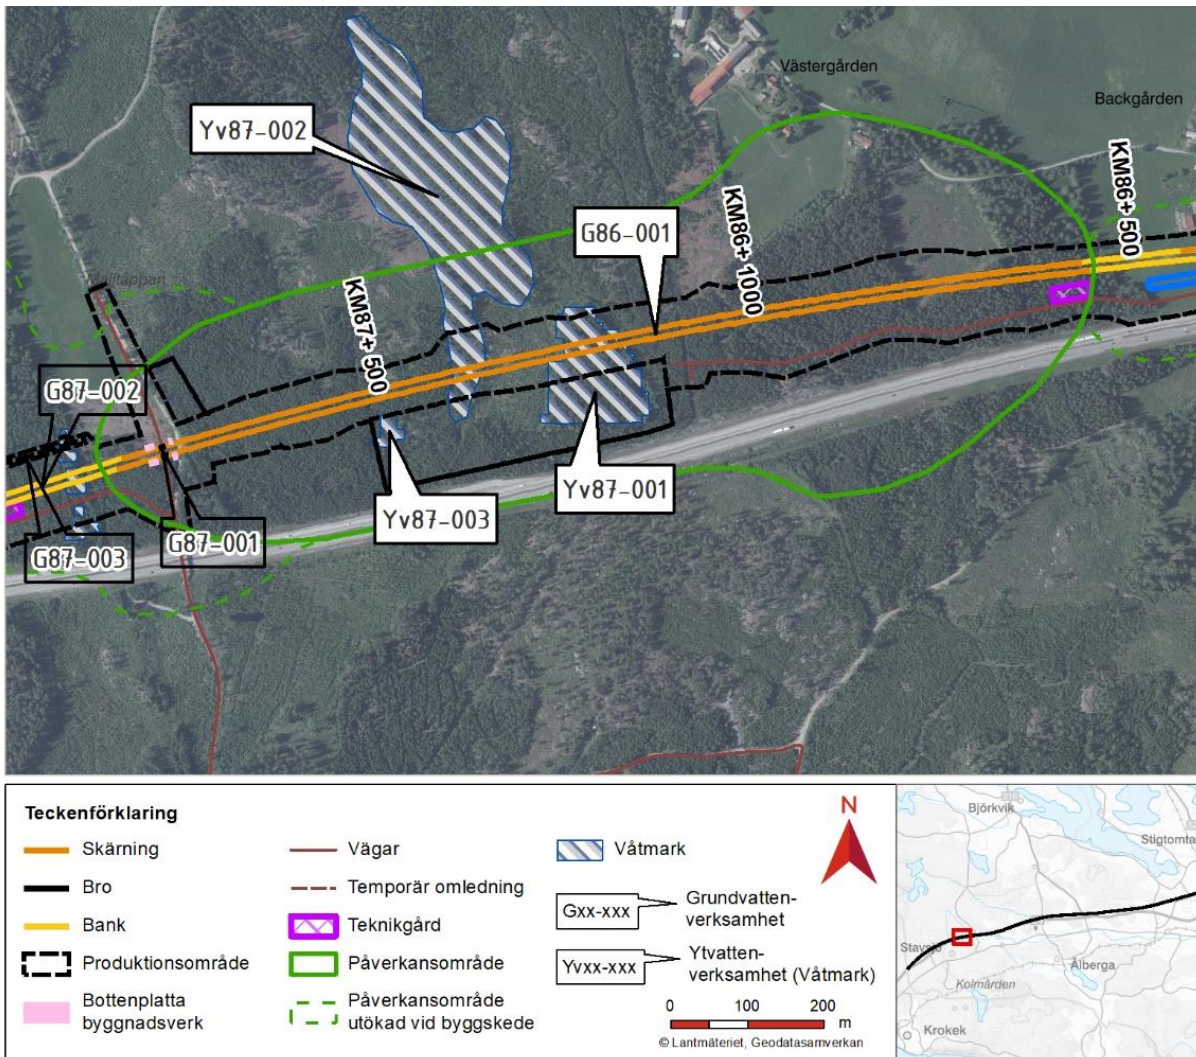 Västergården
Backgården
Yv87-002
G86-001
KM86+ 500
KM86+ 1000
KM87+ 500
Malltäppan
G87-002
Yv87-001
Yv87-003
G87-001
G87-003
Teckenförklaring
Skärning
Bro
Bank
Produktionsområde
Bottenplatta
byggnadsverk
Vägar
Temporär omledning
Teknikgård
Påverkansområde
Påverkansområde
utökad vid byggskede
Våtmark
Gxx-xxx
Grundvatten-
verksamhet
Yvxx-xxx
Ytvatten-
verksamhet (Våtmark)
N
0 100 200
m
© Lantmäteriet, Geodatasamverkan
Björkvik
Stigtomta
Stavsjö
Ålberga
Kolmården
Krokek